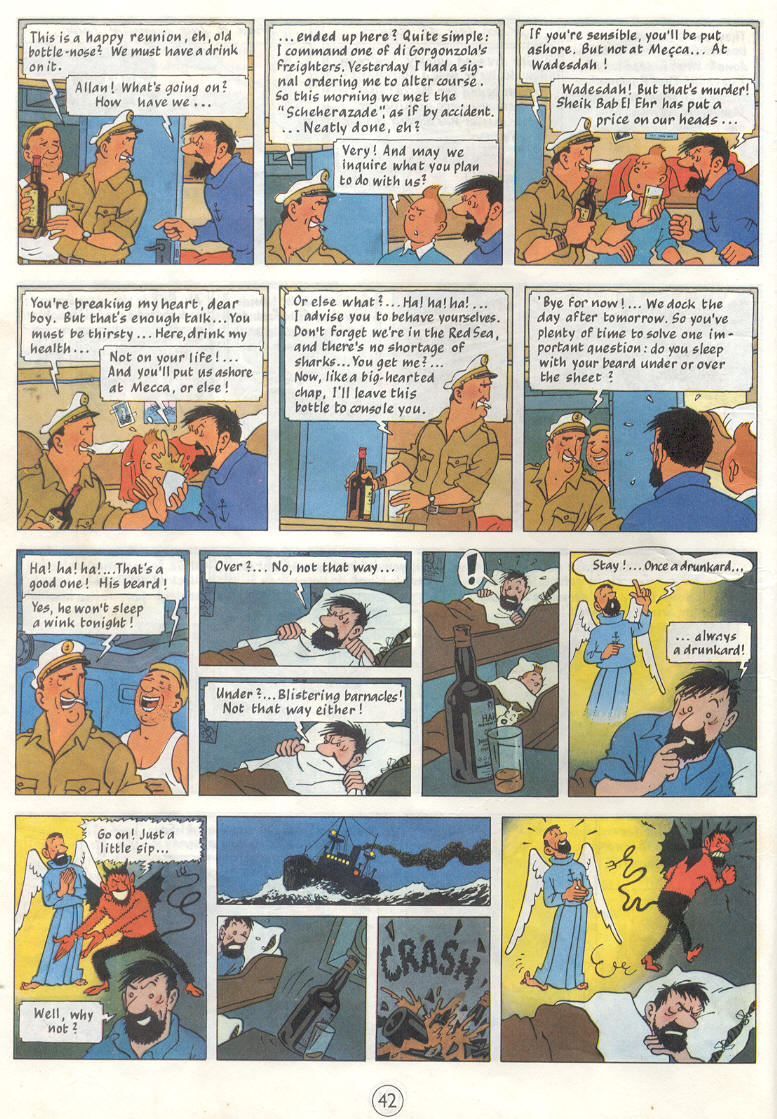 This is a happy reunion, eh, old
bottle-nose? We must have a drink
on it.
Allan! What's going on?
How have we...
...ended up here? Quite simple:
I command one of di Gorgonzola's
freighters. Yesterday I had a sig-
nal ordering me to alter course.
So this morning we met the
"Scheherazade", as if by accident.
...Neatly done, eh?
Very! And may we
inquire what you plan
to do with us?
If you're sensible, you'll be put
ashore. But not at Mecca... At
Wadesdah!
Wadesdah! But that's murder!
Sheik Bab El Ehr has put a
price on our heads...
You're breaking my heart, dear
boy. But that's enough talk...You
must be thirsty... Here, drink my
health...
Not on your life!...
And you'll put us ashore
at Mecca, or else!
Or else what?...Ha! ha! ha!...
I advise you to behave yourselves.
Don't forget we're in the Red Sea,
and there's no shortage of
sharks...You get me?...
Now, like a big-hearted
chap, I'll leave this
bottle to console you.
'Bye for now!... We dock the
day after tomorrow. So you've
plenty of time to solve one im-
portant question: do you sleep
with your beard under or over
the sheet?
Ha! ha! ha!...That's a
good one! His beard!
Yes, he won't sleep
a wink tonight!
Over?... No, not that way...
Under?...Blistering barnacles!
Not that way either!
!
Stay!...Once a drunkard...
...always
a drunkard!
Go on! Just a
little sip...
Well, why
not?
CRASH
42